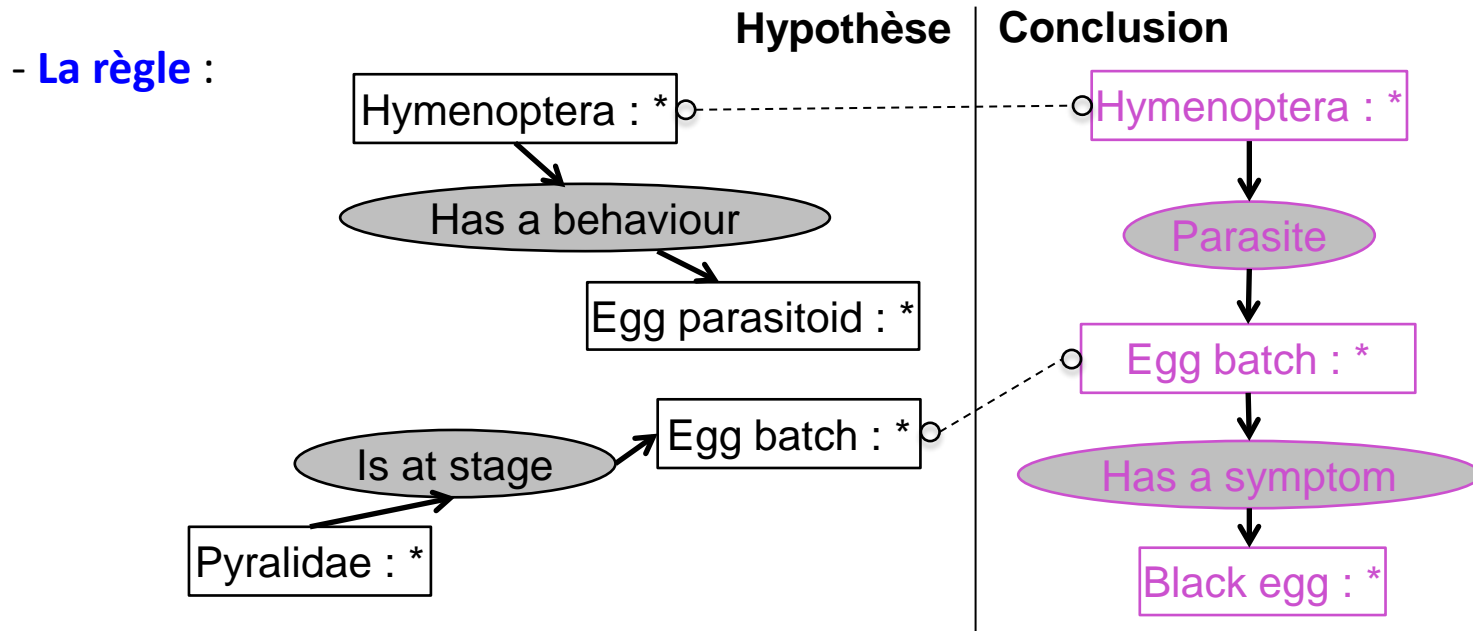 Hypothèse Conclusion
- La règle :
Hymenoptera : * Hymenoptera : *
Has a behaviour Parasite
Egg parasitoid : *
Egg batch : *
Egg batch : *
Is at stage Has a symptom
Pyralidae : * Black egg : *